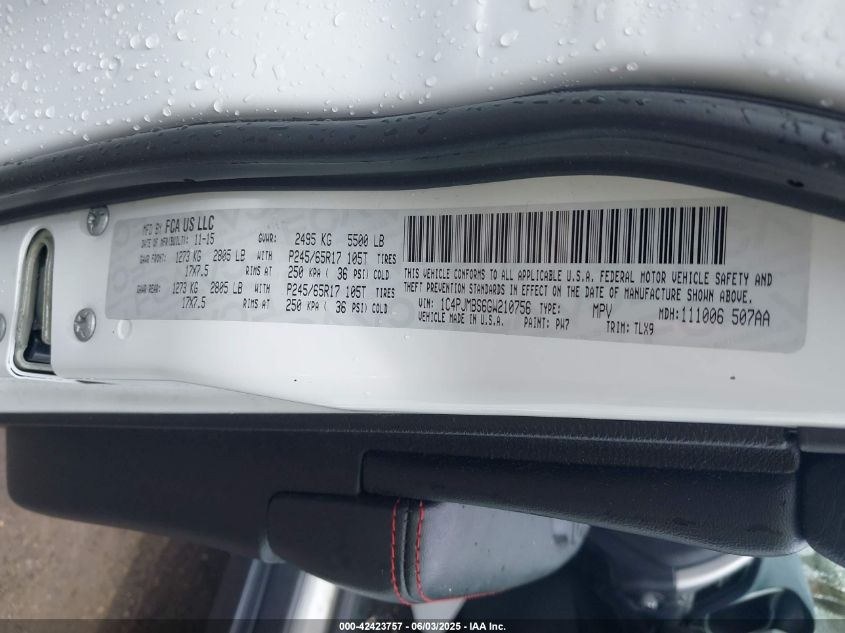 MFD BY FCA US LLC
DATE OF MFR(BUILT): 11-15 GVWR: 2495 KG 5500 LB
GAWR FRONT: 1273 KG 2805 LB WITH P245/65R17 105T TIRES
17X7.5 RIMS AT 250 KPA ( 36 PSI) COLD
GAWR REAR: 1273 KG 2805 LB WITH P245/65R17 105T TIRES
17X7.5 RIMS AT 250 KPA ( 36 PSI) COLD
THIS VEHICLE CONFORMS TO ALL APPLICABLE U.S.A. FEDERAL MOTOR VEHICLE SAFETY AND
THEFT PREVENTION STANDARDS IN EFFECT ON THE DATE OF MANUFACTURE SHOWN ABOVE.
VIN: 1C4PJMBS6GW210756 TYPE: MPV MDH:111006 507AA
VEHICLE MADE IN U.S.A. PAINT: PW7 TRIM: TLX9
000-42423757 - 06/03/2025 - IAA Inc.